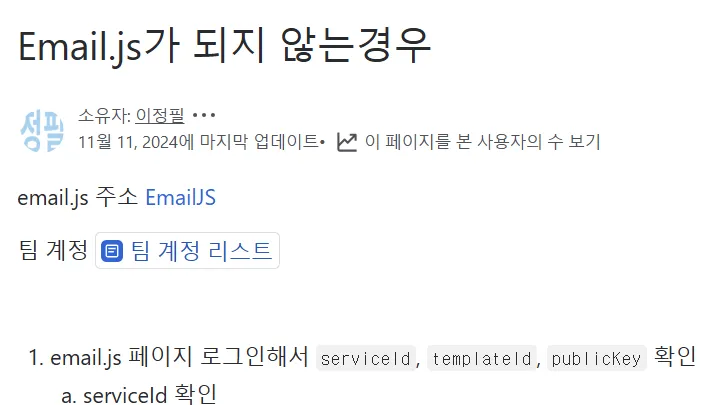 Email.js가 되지 않는경우
정필
소유자: 이정필 •••
11월 11, 2024에 마지막 업데이트• 이 페이지를 본 사용자의 수 보기
email.js 주소 EmailJS
팀 계정 팀 계정 리스트
1. email.js 페이지 로그인해서 serviceId, templateId, publicKey 확인
a. serviceId 확인